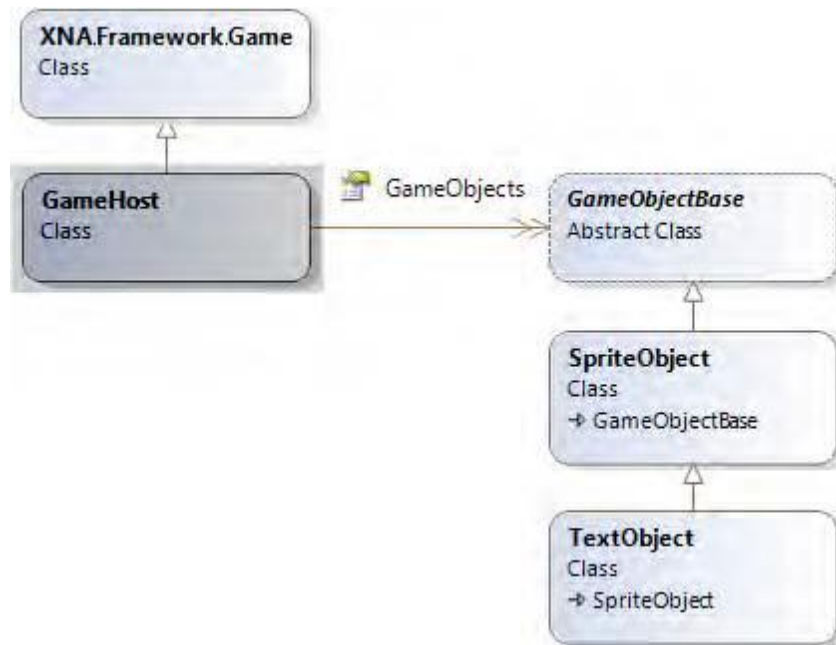 XNA.Framework.Game
Class
GameHost
Class
GameObjects
GameObjectBase
Abstract Class
SpriteObject
Class
GameObjectBase
TextObject
Class
SpriteObject